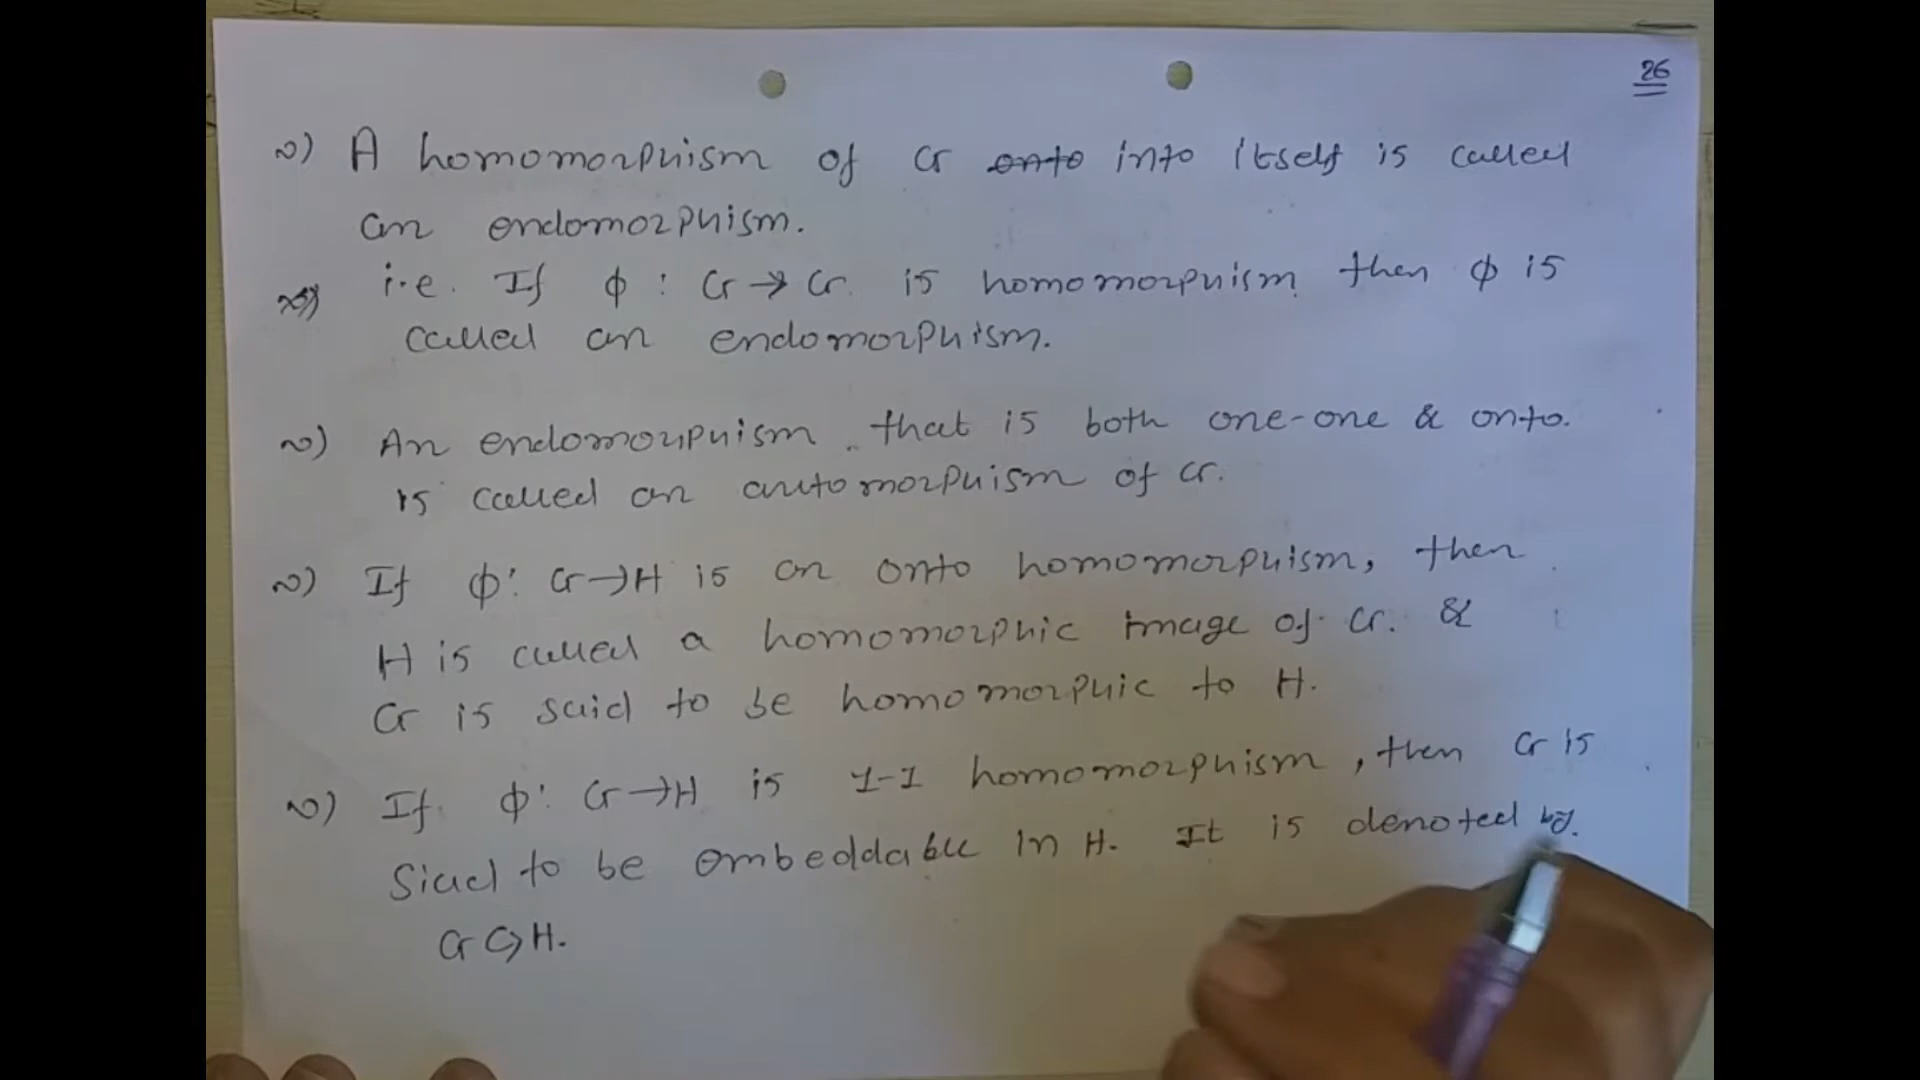 26
~) A homomorphism of G onto into itself is called
an endomorphism.
i.e. If φ : G → G is homomorphism then φ is
called an endomorphism.
~) An endomorphism that is both one-one & onto.
is called an automorphism of G.
~) If φ: G→H is an onto homomorphism, then
H is called a homomorphic image of G. &
G is said to be homomorphic to H.
~) If φ: G→H is 1-1 homomorphism, then G is
Siad to be embeddable in H. It is denoted by.
G ↪ H.